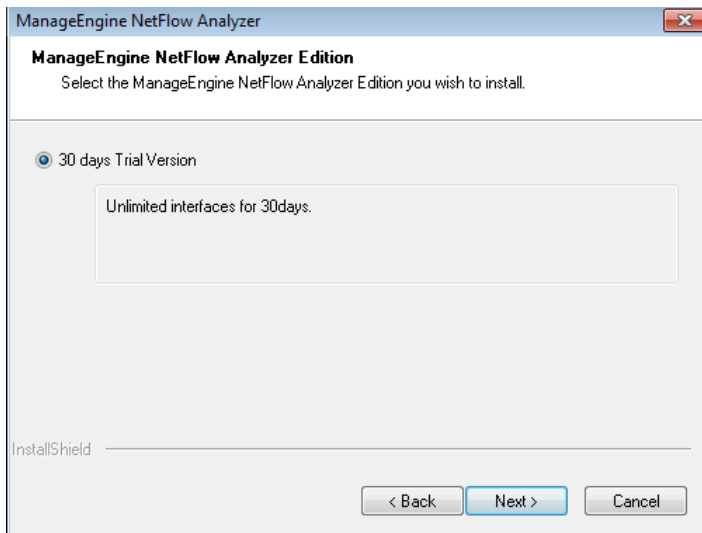 ManageEngine NetFlow Analyzer
ManageEngine NetFlow Analyzer Edition
Select the ManageEngine NetFlow Analyzer Edition you wish to install.
30 days Trial Version
Unlimited interfaces for 30days.
InstallShield
< Back Next > Cancel